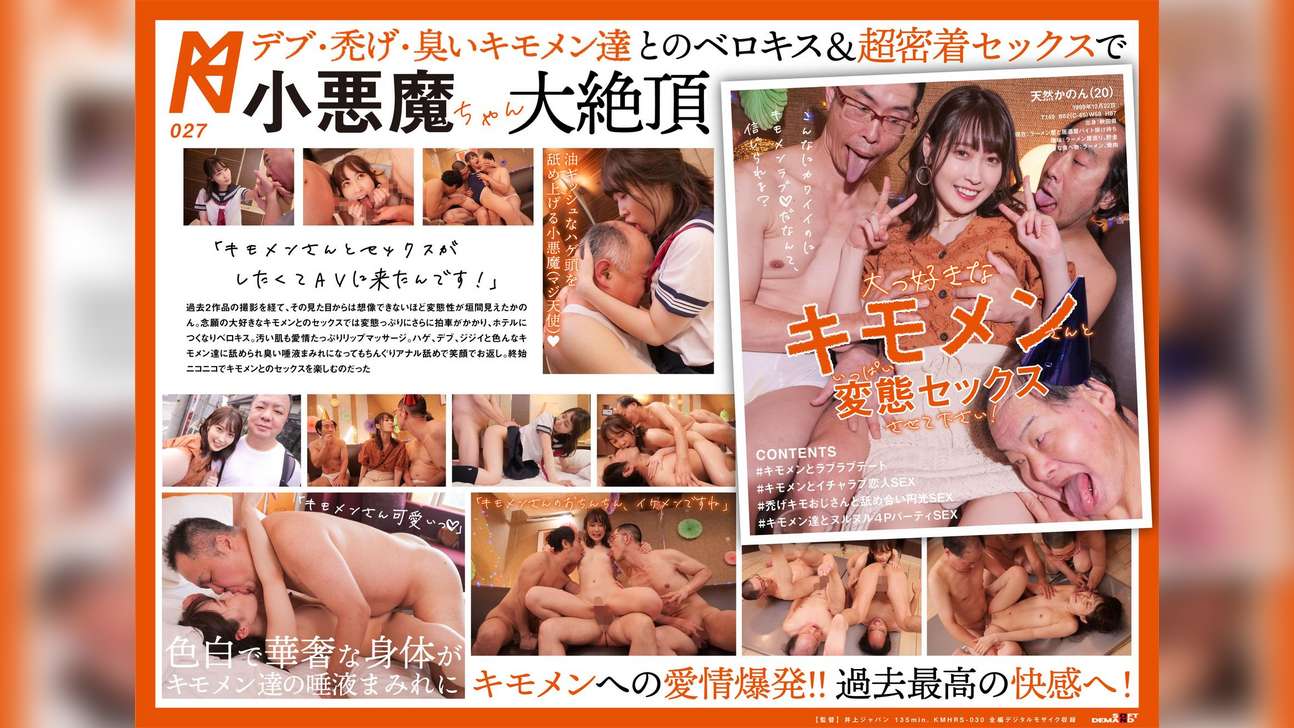 デブ・禿げ・臭いキモメン達とのベロキス&超密着セックスで
小悪魔ちゃん大絶頂
027
「キモメンさんとセックスが
したくてAVに来たんです!」
過去2作品の撮影を経て、その見た目からは想像できないほど変態性が垣間見えたかの
ん。念願の大好きなキモメンとのセックスでは変態っぷりにさらに拍車がかかり、ホテルに
つくなりベロキス。汚い肌も愛情たっぷりリップマッサージ。ハゲ、デブ、ジジイと色んなキ
モメン達に舐められ臭い唾液まみれになってもちんぐりアナル舐めで笑顔でお返し。終始
ニコニコでキモメンとのセックスを楽しむのだった
油ギッシュなハゲ頭を
舐め上げる小悪魔(マジ天使)♥
天然かのん(20)
こんなにカワイイのに
キモメンラブ♡だなんて、
信じられる?
大っ好きな
キモメンさんと
いっぱい
変態セックス
させて下さい!
CONTENTS
#キモメンとラブラブデート
#キモメンとイチャラブ恋人SEX
#禿げキモおじさんと舐め合い円光SEX
#キモメン達とヌルヌル4PパーティSEX
「キモメンさん可愛いっ♡」
「キモメンさんのおちんちん、イケメンですね」
色白で華奢な身体が
キモメン達の唾液まみれに
キモメンへの愛情爆発!!過去最高の快感へ!
【監督】井上ジャパン 135min. KMHRS-030 全編デジタルモザイク収録
SOFT
DEMAND